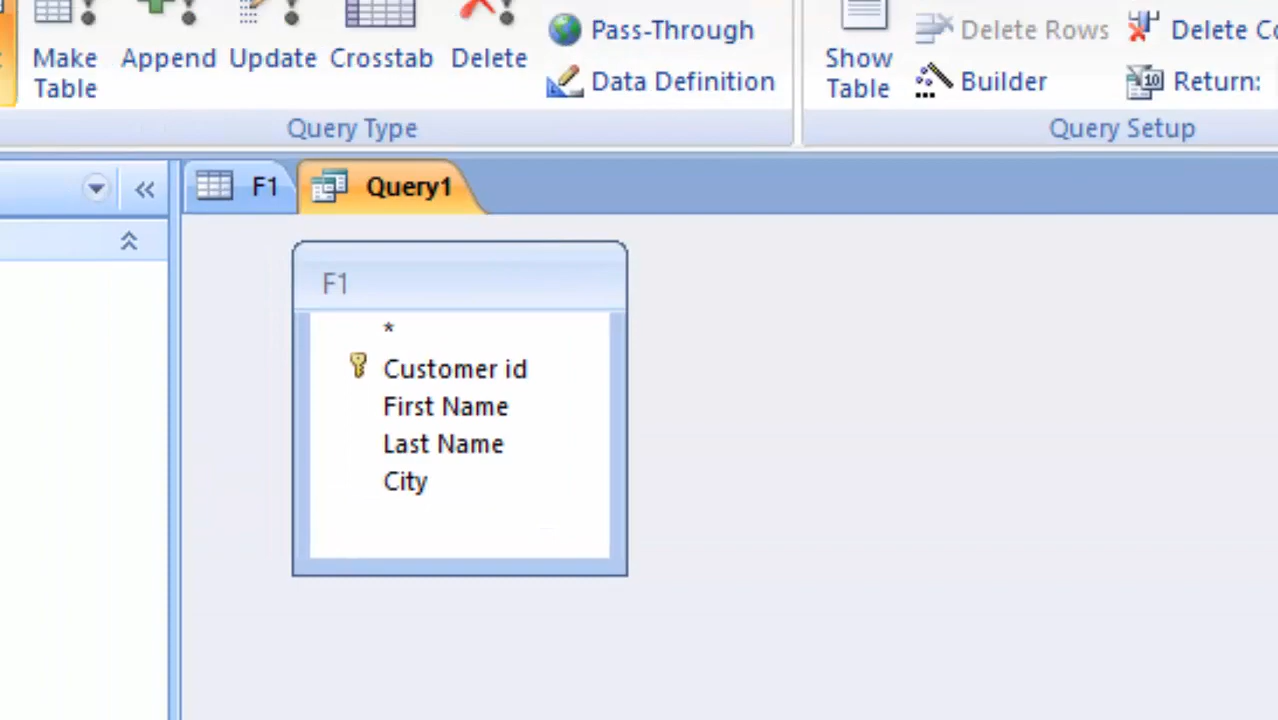 Make Table
Append
Update
Crosstab
Delete
Pass-Through
Data Definition
Query Type
Show Table
Delete Rows
Builder
Delete Co
Return:
Query Setup
F1
Query1
F1
*
Customer id
First Name
Last Name
City